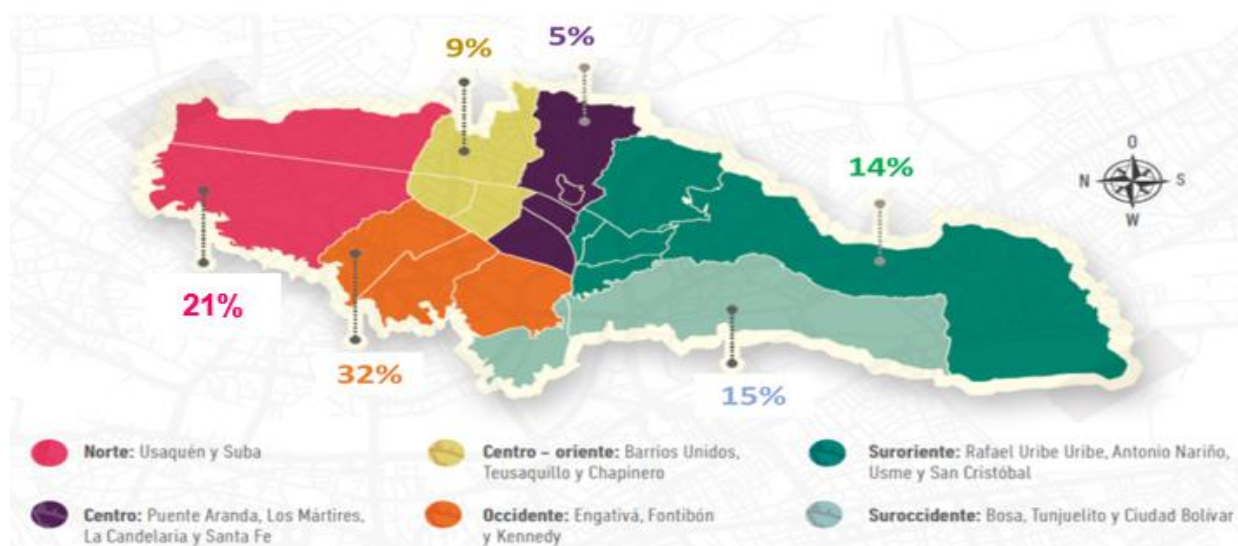 9%
5%
14%
21%
32%
15%
O
N
S
W
Norte: Usaquén y Suba
Centro – oriente: Barrios Unidos,
Teusaquillo y Chapinero
Suroriente: Rafael Uribe Uribe, Antonio Nariño,
Usme y San Cristóbal
Centro: Puente Aranda, Los Mártires,
La Candelaria y Santa Fe
Occidente: Engativá, Fontibón
y Kennedy
Suroccidente: Bosa, Tunjuelito y Ciudad Bolívar